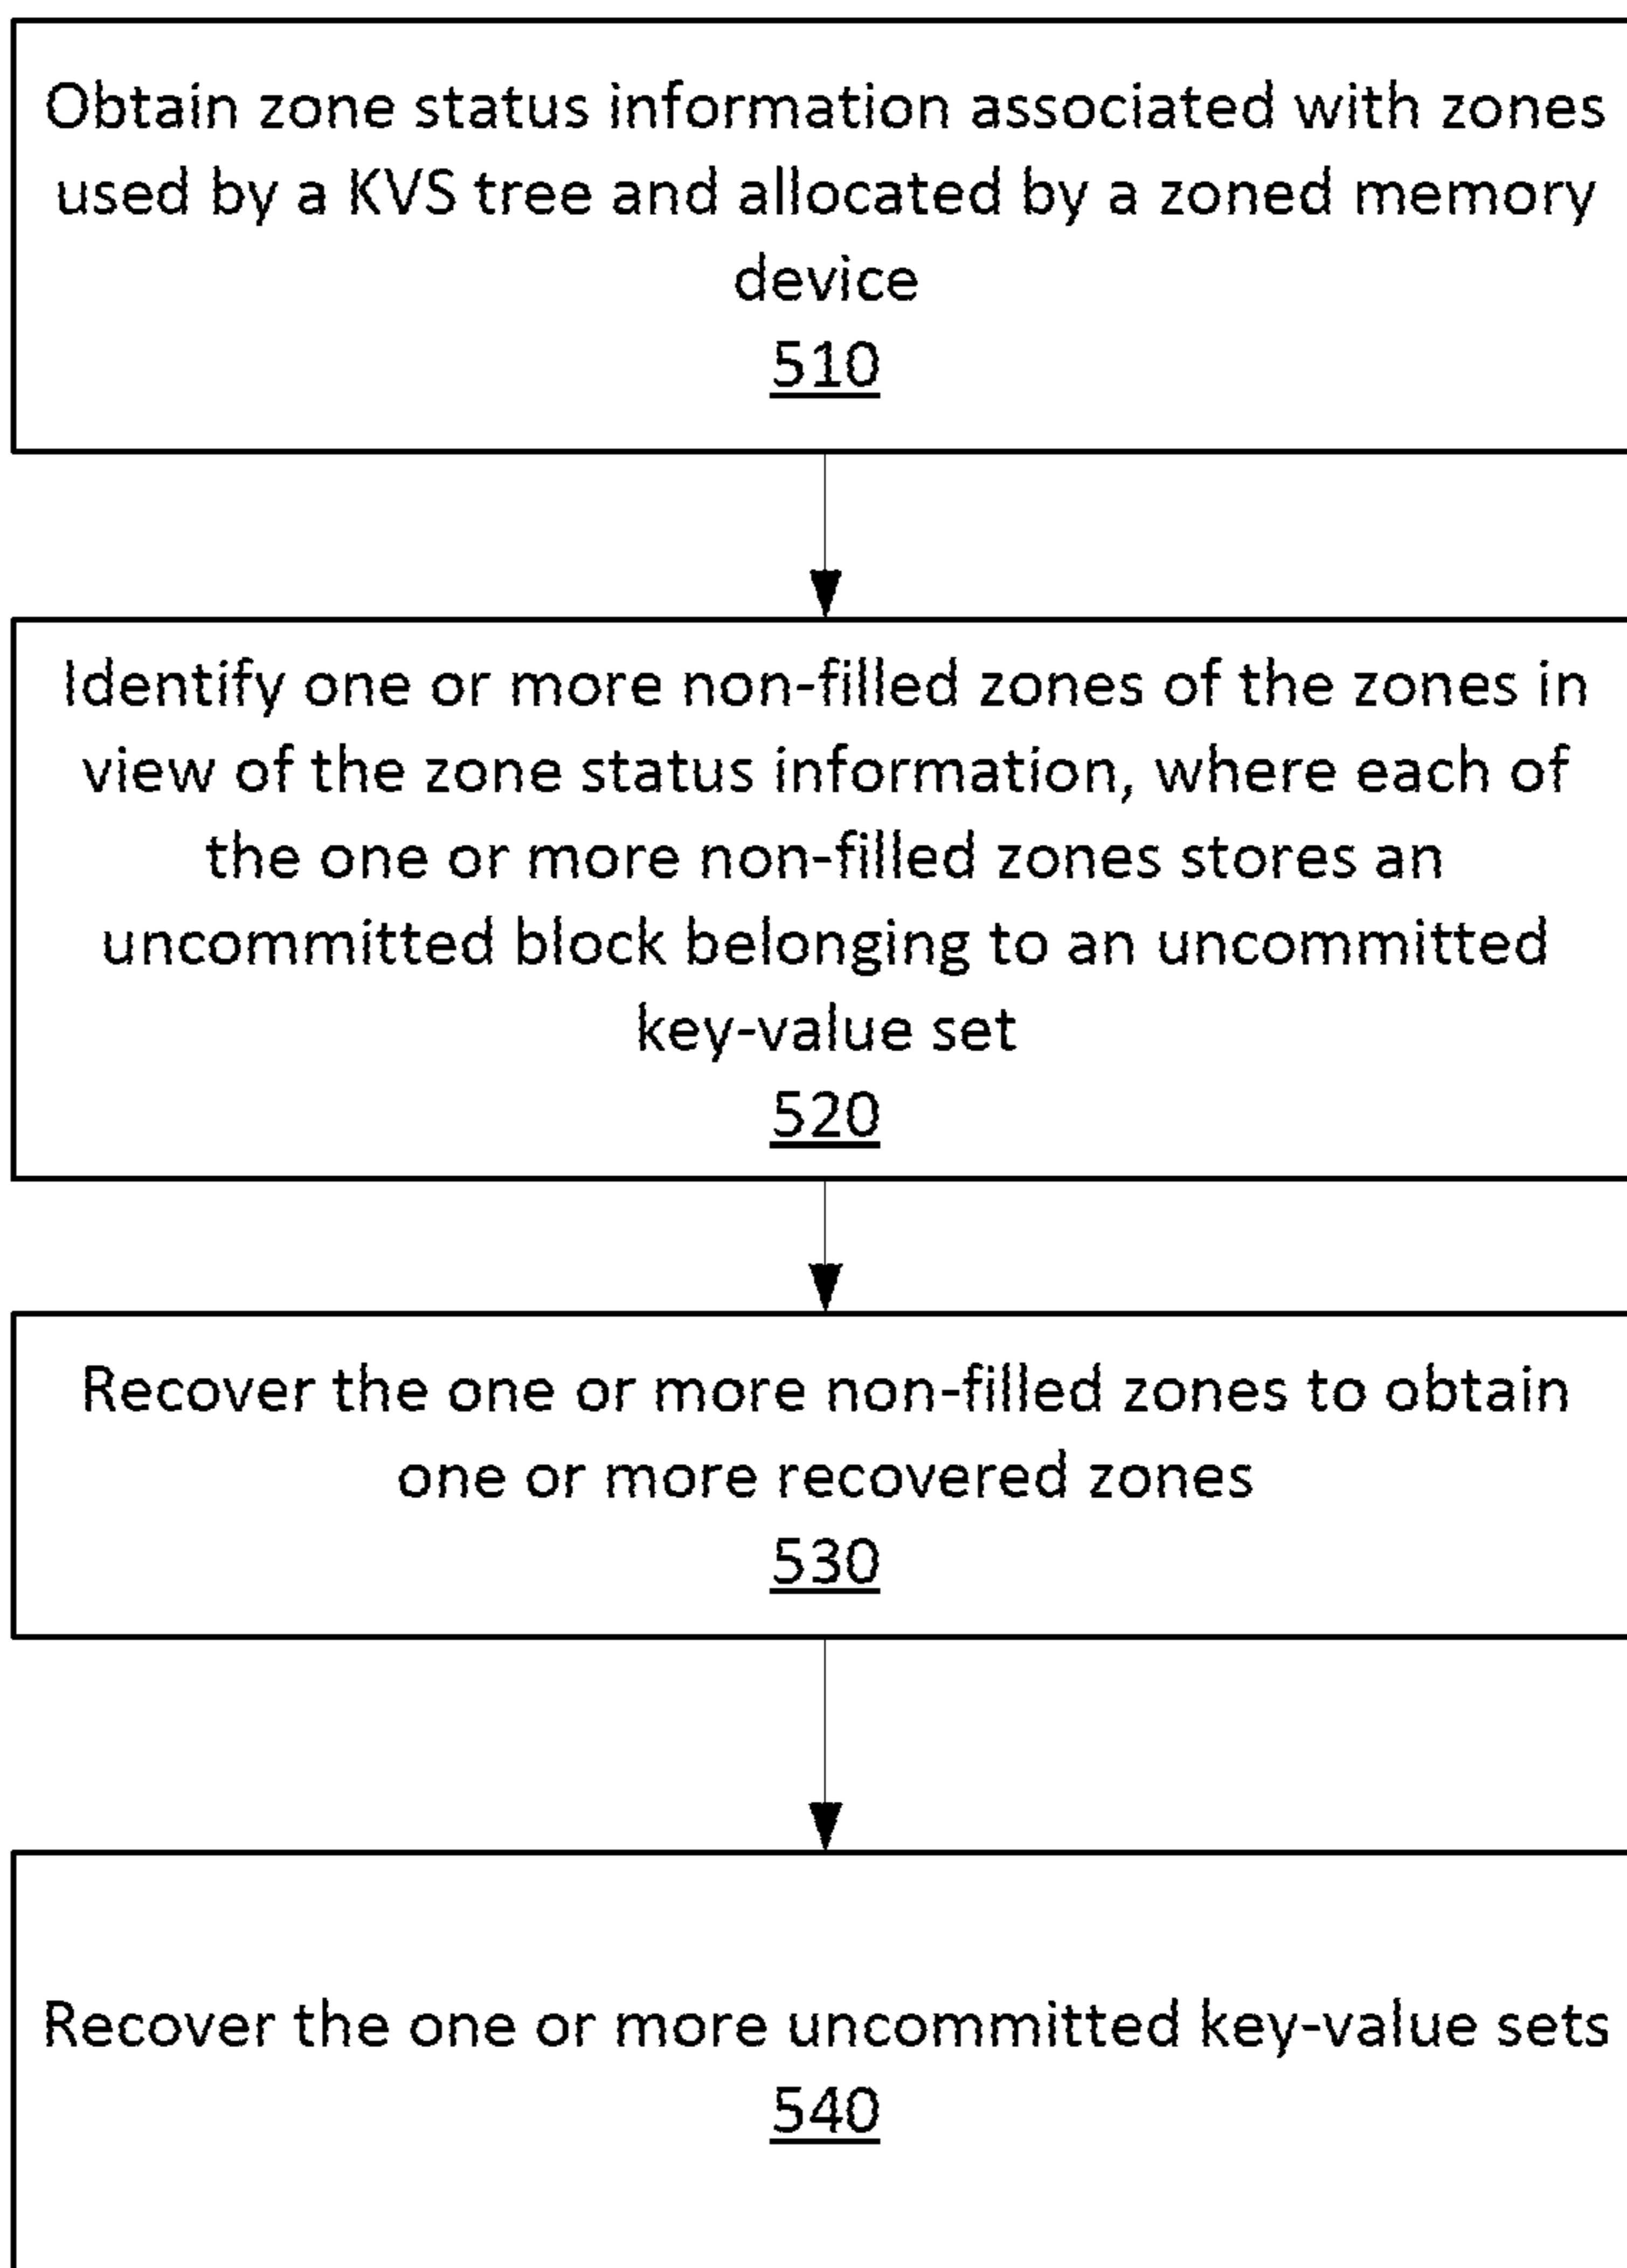 Obtain zone status information associated with zones
used by a KVS tree and allocated by a zoned memory
device
510
Identify one or more non-filled zones of the zones in
view of the zone status information, where each of
the one or more non-filled zones stores an
uncommitted block belonging to an uncommitted
key-value set
520
Recover the one or more non-filled zones to obtain
one or more recovered zones
530
Recover the one or more uncommitted key-value sets
540